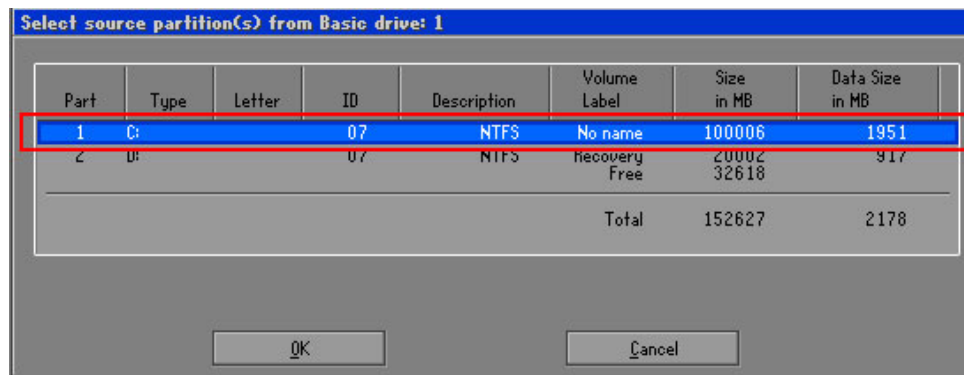 Select source partition(s) from Basic drive: 1
Part Type Letter ID Description Volume Label Size in MB Data Size in MB
1 C: 07 NTFS No name 100006 1951
2 D: 07 NTFS Recovery 20002 917
Free 32618
Total 152627 2178
OK Cancel